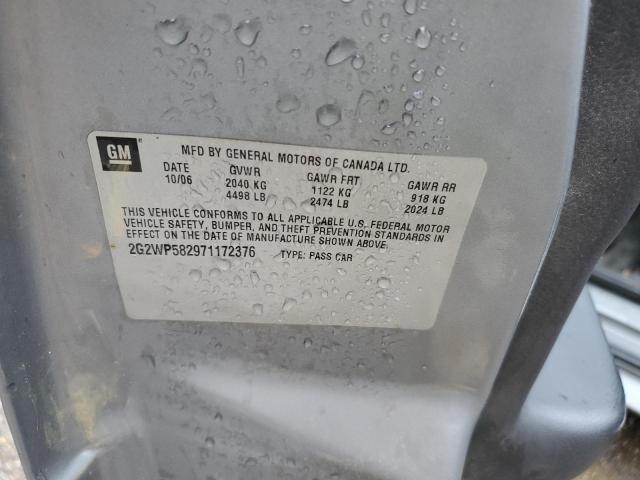 GM
MFD BY GENERAL MOTORS OF CANADA LTD.
DATE GVWR GAWR FRT GAWR RR
10/06 2040 KG 1122 KG 918 KG
4498 LB 2474 LB 2024 LB
THIS VEHICLE CONFORMS TO ALL APPLICABLE U.S. FEDERAL MOTOR
VEHICLE SAFETY, BUMPER, AND THEFT PREVENTION STANDARDS IN
EFFECT ON THE DATE OF MANUFACTURE SHOWN ABOVE.
2G2WP582971172376 TYPE: PASS CAR